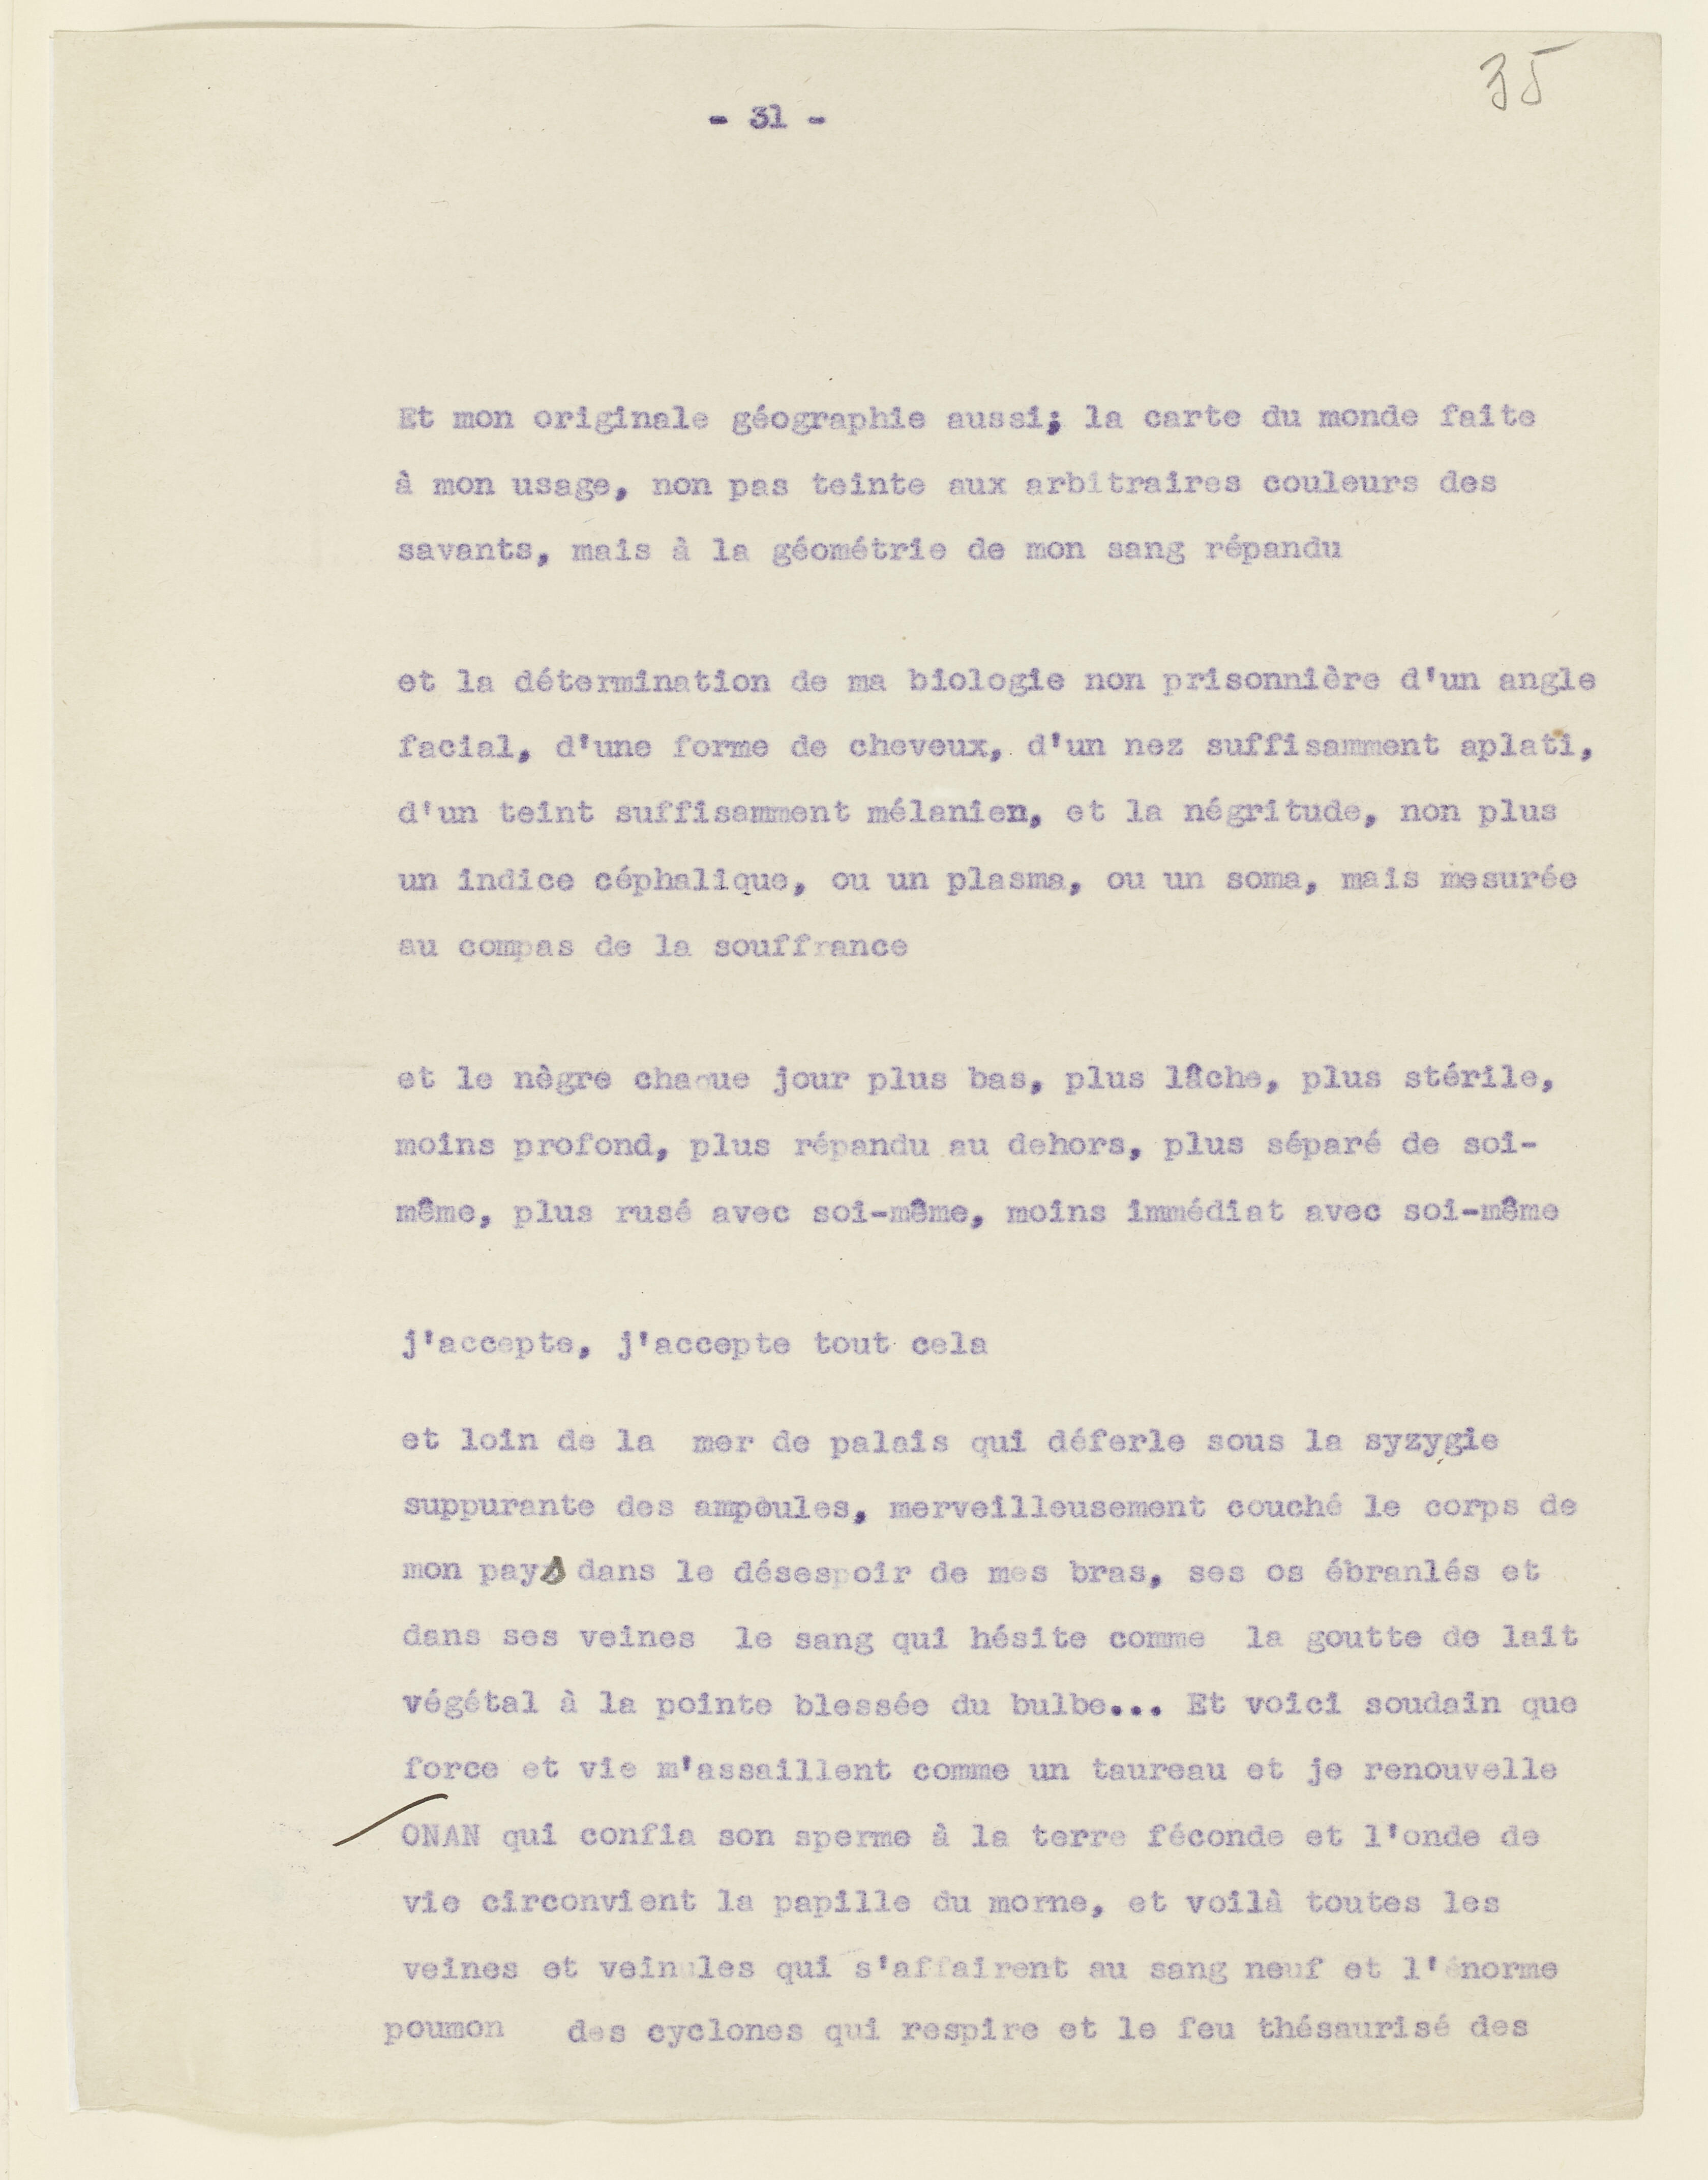 35
- 31 -
Et mon originale géographie aussi; la carte du monde faite
à mon usage, non pas teinte aux arbitraires couleurs des
savants, mais à la géométrie de mon sang répandu
et la détermination de ma biologie non prisonnière d'un angle
facial, d'une forme de cheveux, d'un nez suffisamment aplati,
d'un teint suffisamment mélanien, et la négritude, non plus
un indice céphalique, ou un plasma, ou un soma, mais mesurée
au compas de la souffrance
et le nègre chaque jour plus bas, plus lâche, plus stérile,
moins profond, plus répandu au dehors, plus séparé de soi-
même, plus rusé avec soi-même, moins immédiat avec soi-même
j'accepte, j'accepte tout cela
et loin de la mer de palais qui déferle sous la syzygie
suppurante des ampoules, merveilleusement couché le corps de
mon pays dans le désespoir de mes bras, ses os ébranlés et
dans ses veines le sang qui hésite comme la goutte de lait
végétal à la pointe blessée du bulbe... Et voici soudain que
force et vie m'assaillent comme un taureau et je renouvelle
ONAN qui confia son sperme à la terre féconde et l'onde de
vie circonvient la papille du morne, et voilà toutes les
veines et veinules qui s'affairent au sang neuf et l'énorme
poumon des cyclones qui respire et le feu thésaurisé des